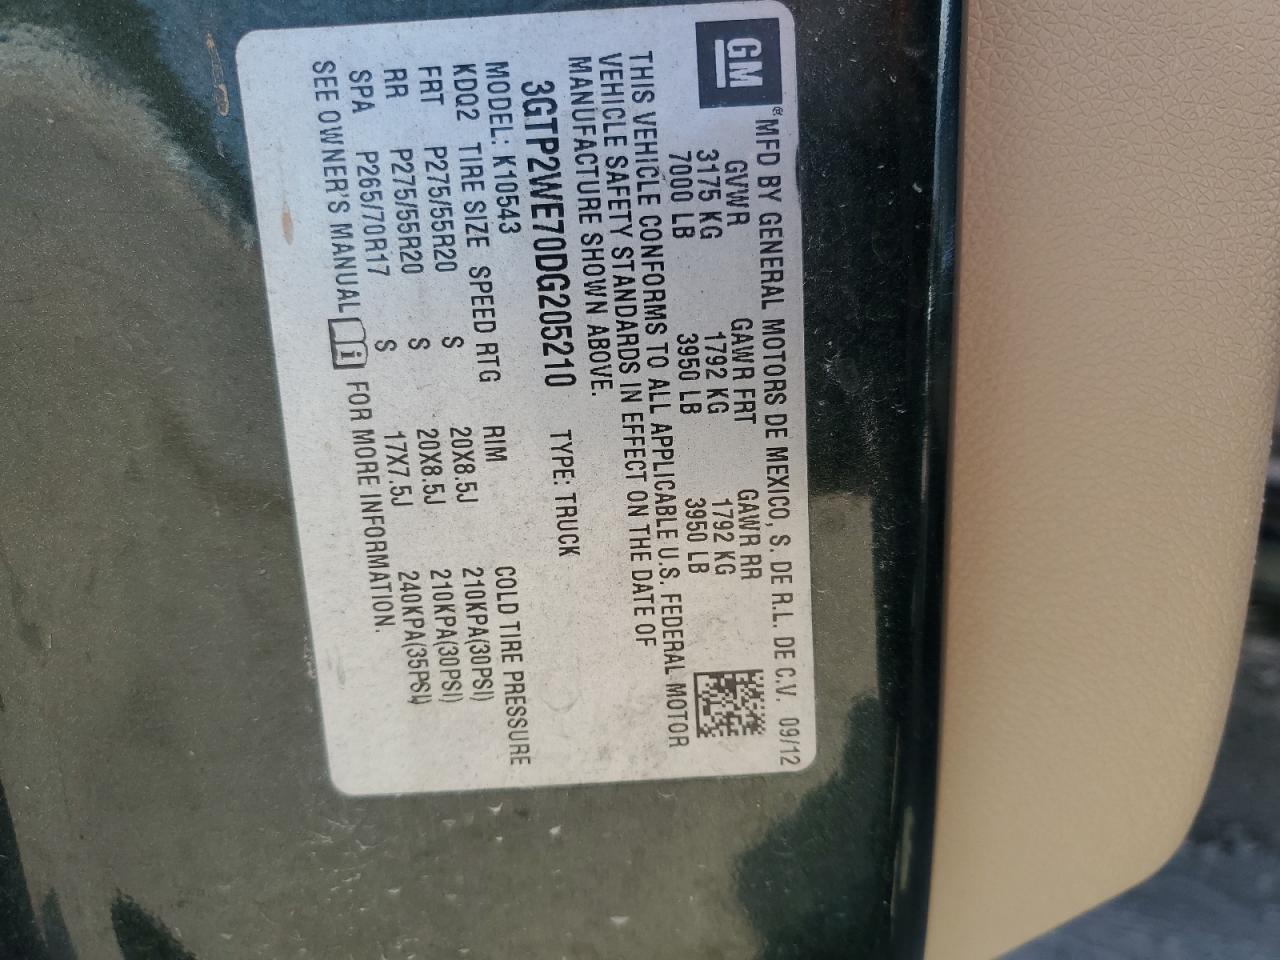 GM
®MFD BY GENERAL MOTORS DE MEXICO, S. DE R.L. DE C.V. 09/12
GVWR GAWR FRT GAWR RR
3175 KG 1792 KG 1792 KG
7000 LB 3950 LB 3950 LB
THIS VEHICLE CONFORMS TO ALL APPLICABLE U.S. FEDERAL MOTOR
VEHICLE SAFETY STANDARDS IN EFFECT ON THE DATE OF
MANUFACTURE SHOWN ABOVE.
3GTP2WE70DG205210 TYPE: TRUCK
MODEL: K10543
KDQ2 TIRE SIZE SPEED RTG RIM COLD TIRE PRESSURE
FRT P275/55R20 S 20X8.5J 210KPA(30PSI)
RR P275/55R20 S 20X8.5J 210KPA(30PSI)
SPA P265/70R17 S 17X7.5J 240KPA(35PSI)
SEE OWNER'S MANUAL i FOR MORE INFORMATION.